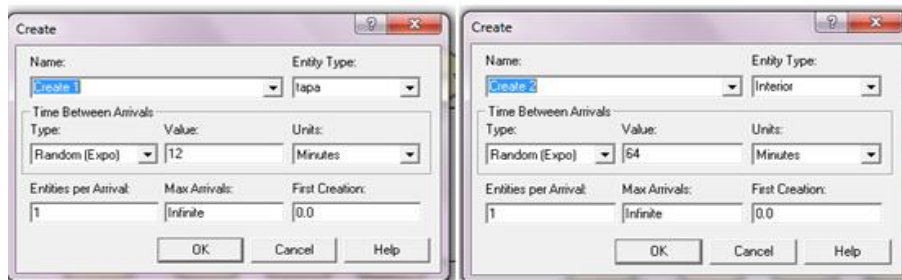 Create
Name:
Entity Type:
Create 1
tapa
Time Between Arrivals
Type:
Value:
Units:
Random (Expo)
12
Minutes
Entities per Arrival:
Max Arrivals:
First Creation:
1
Infinite
0.0
OK
Cancel
Help
Create
Name:
Entity Type:
Create 2
Interior
Time Between Arrivals
Type:
Value:
Units:
Random (Expo)
64
Minutes
Entities per Arrival:
Max Arrivals:
First Creation:
1
Infinite
0.0
OK
Cancel
Help